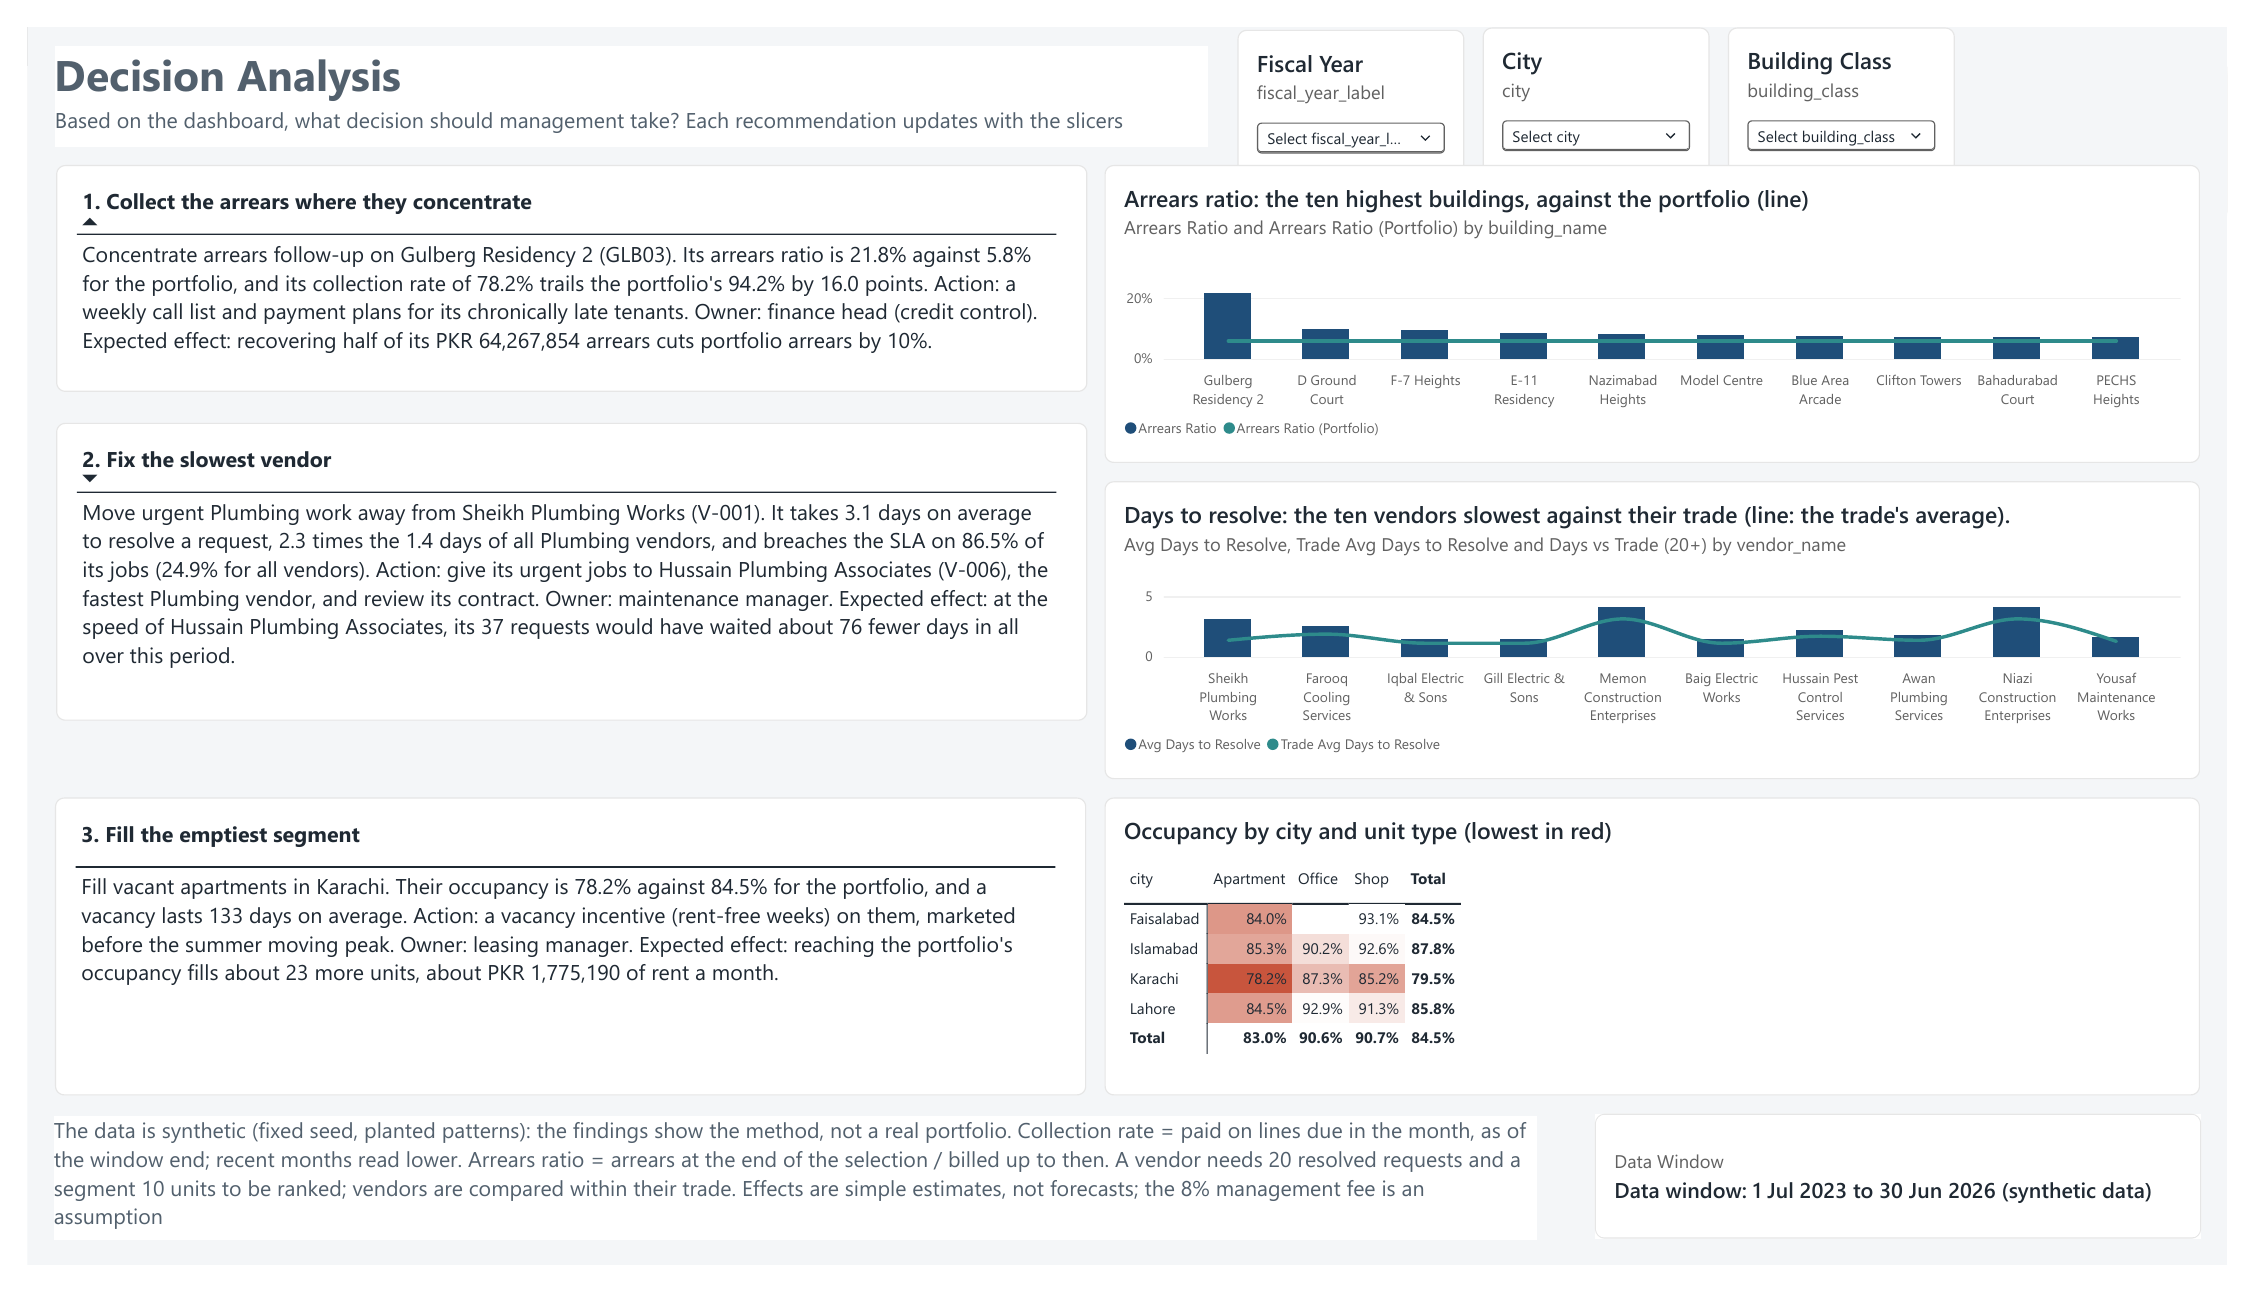 Decision Analysis
Based on the dashboard, what decision should management take? Each recommendation updates with the slicers
Fiscal Year
fiscal_year_label
Select fiscal_year_l...
City
city
Select city
Building Class
building_class
Select building_class
1. Collect the arrears where they concentrate
Concentrate arrears follow-up on Gulberg Residency 2 (GLB03). Its arrears ratio is 21.8% against 5.8%
for the portfolio, and its collection rate of 78.2% trails the portfolio's 94.2% by 16.0 points. Action: a
weekly call list and payment plans for its chronically late tenants. Owner: finance head (credit control).
Expected effect: recovering half of its PKR 64,267,854 arrears cuts portfolio arrears by 10%.
Arrears ratio: the ten highest buildings, against the portfolio (line)
Arrears Ratio and Arrears Ratio (Portfolio) by building_name
20%
0%
Gulberg Residency 2
D Ground Court
F-7 Heights
E-11 Residency
Nazimabad Heights
Model Centre
Blue Area Arcade
Clifton Towers
Bahadurabad Court
PECHS Heights
Arrears Ratio
Arrears Ratio (Portfolio)
2. Fix the slowest vendor
Move urgent Plumbing work away from Sheikh Plumbing Works (V-001). It takes 3.1 days on average
to resolve a request, 2.3 times the 1.4 days of all Plumbing vendors, and breaches the SLA on 86.5% of
its jobs (24.9% for all vendors). Action: give its urgent jobs to Hussain Plumbing Associates (V-006), the
fastest Plumbing vendor, and review its contract. Owner: maintenance manager. Expected effect: at the
speed of Hussain Plumbing Associates, its 37 requests would have waited about 76 fewer days in all
over this period.
Days to resolve: the ten vendors slowest against their trade (line: the trade's average).
Avg Days to Resolve, Trade Avg Days to Resolve and Days vs Trade (20+) by vendor_name
5
0
Sheikh Plumbing Works
Farooq Cooling Services
Iqbal Electric & Sons
Gill Electric & Sons
Memon Construction Enterprises
Baig Electric Works
Hussain Pest Control Services
Awan Plumbing Services
Niazi Construction Enterprises
Yousaf Maintenance Works
Avg Days to Resolve
Trade Avg Days to Resolve
3. Fill the emptiest segment
Fill vacant apartments in Karachi. Their occupancy is 78.2% against 84.5% for the portfolio, and a
vacancy lasts 133 days on average. Action: a vacancy incentive (rent-free weeks) on them, marketed
before the summer moving peak. Owner: leasing manager. Expected effect: reaching the portfolio's
occupancy fills about 23 more units, about PKR 1,775,190 of rent a month.
Occupancy by city and unit type (lowest in red)
city Apartment Office Shop Total
Faisalabad 84.0% 93.1% 84.5%
Islamabad 85.3% 90.2% 92.6% 87.8%
Karachi 78.2% 87.3% 85.2% 79.5%
Lahore 84.5% 92.9% 91.3% 85.8%
Total 83.0% 90.6% 90.7% 84.5%
The data is synthetic (fixed seed, planted patterns): the findings show the method, not a real portfolio. Collection rate = paid on lines due in the month, as of
the window end; recent months read lower. Arrears ratio = arrears at the end of the selection / billed up to then. A vendor needs 20 resolved requests and a
segment 10 units to be ranked; vendors are compared within their trade. Effects are simple estimates, not forecasts; the 8% management fee is an
assumption
Data Window
Data window: 1 Jul 2023 to 30 Jun 2026 (synthetic data)